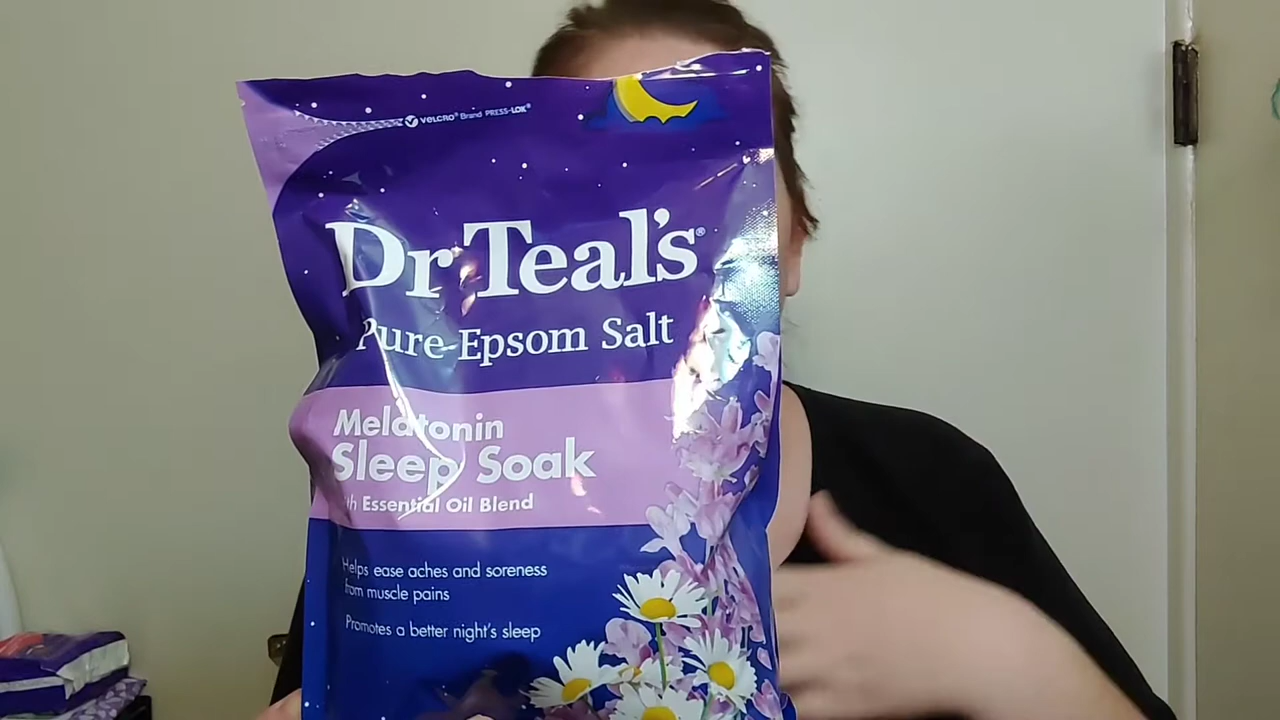 VELCRO® Brand PRESS-LOK®
Dr Teal's®
Pure Epsom Salt
Melatonin
Sleep Soak
Essential Oil Blend
Helps ease aches and soreness
from muscle pains
Promotes a better night's sleep